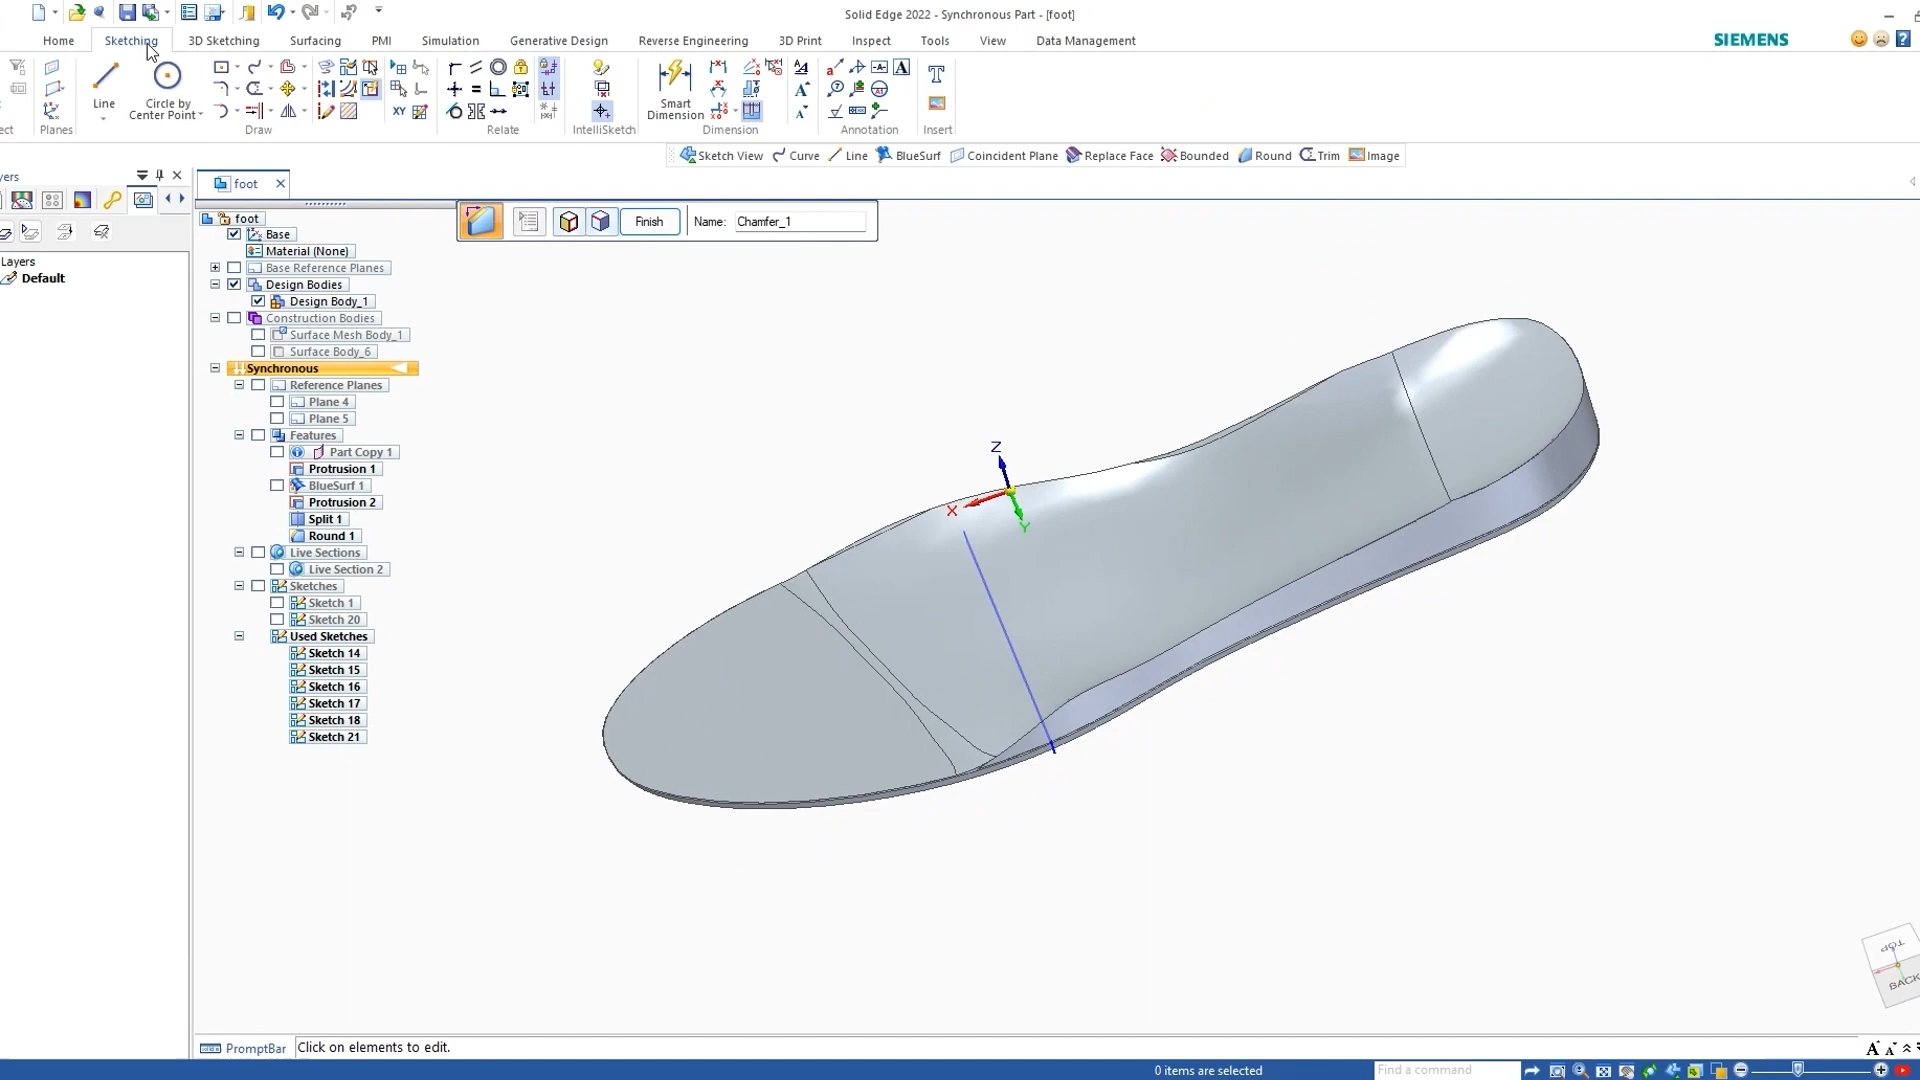 Solid Edge 2022 - Synchronous Part - [foot]
Home Sketching 3D Sketching Surfacing PMI Simulation Generative Design Reverse Engineering 3D Print Inspect Tools View Data Management SIEMENS
Line Circle by Center Point Smart Dimension
ect Planes Draw Relate IntelliSketch Dimension Annotation Insert
Sketch View Curve Line BlueSurf Coincident Plane Replace Face Bounded Round Trim Image
yers
foot
Finish Name: Chamfer_1
Layers
Default
foot
Base
Material (None)
Base Reference Planes
Design Bodies
Design Body_1
Construction Bodies
Surface Mesh Body_1
Surface Body_6
Synchronous
Reference Planes
Plane 4
Plane 5
Features
Part Copy 1
Protrusion 1
BlueSurf 1
Protrusion 2
Split 1
Round 1
Live Sections
Live Section 2
Sketches
Sketch 1
Sketch 20
Used Sketches
Sketch 14
Sketch 15
Sketch 16
Sketch 17
Sketch 18
Sketch 21
Z
X
Y
TOP
BACK
PromptBar Click on elements to edit.
0 items are selected Find a command